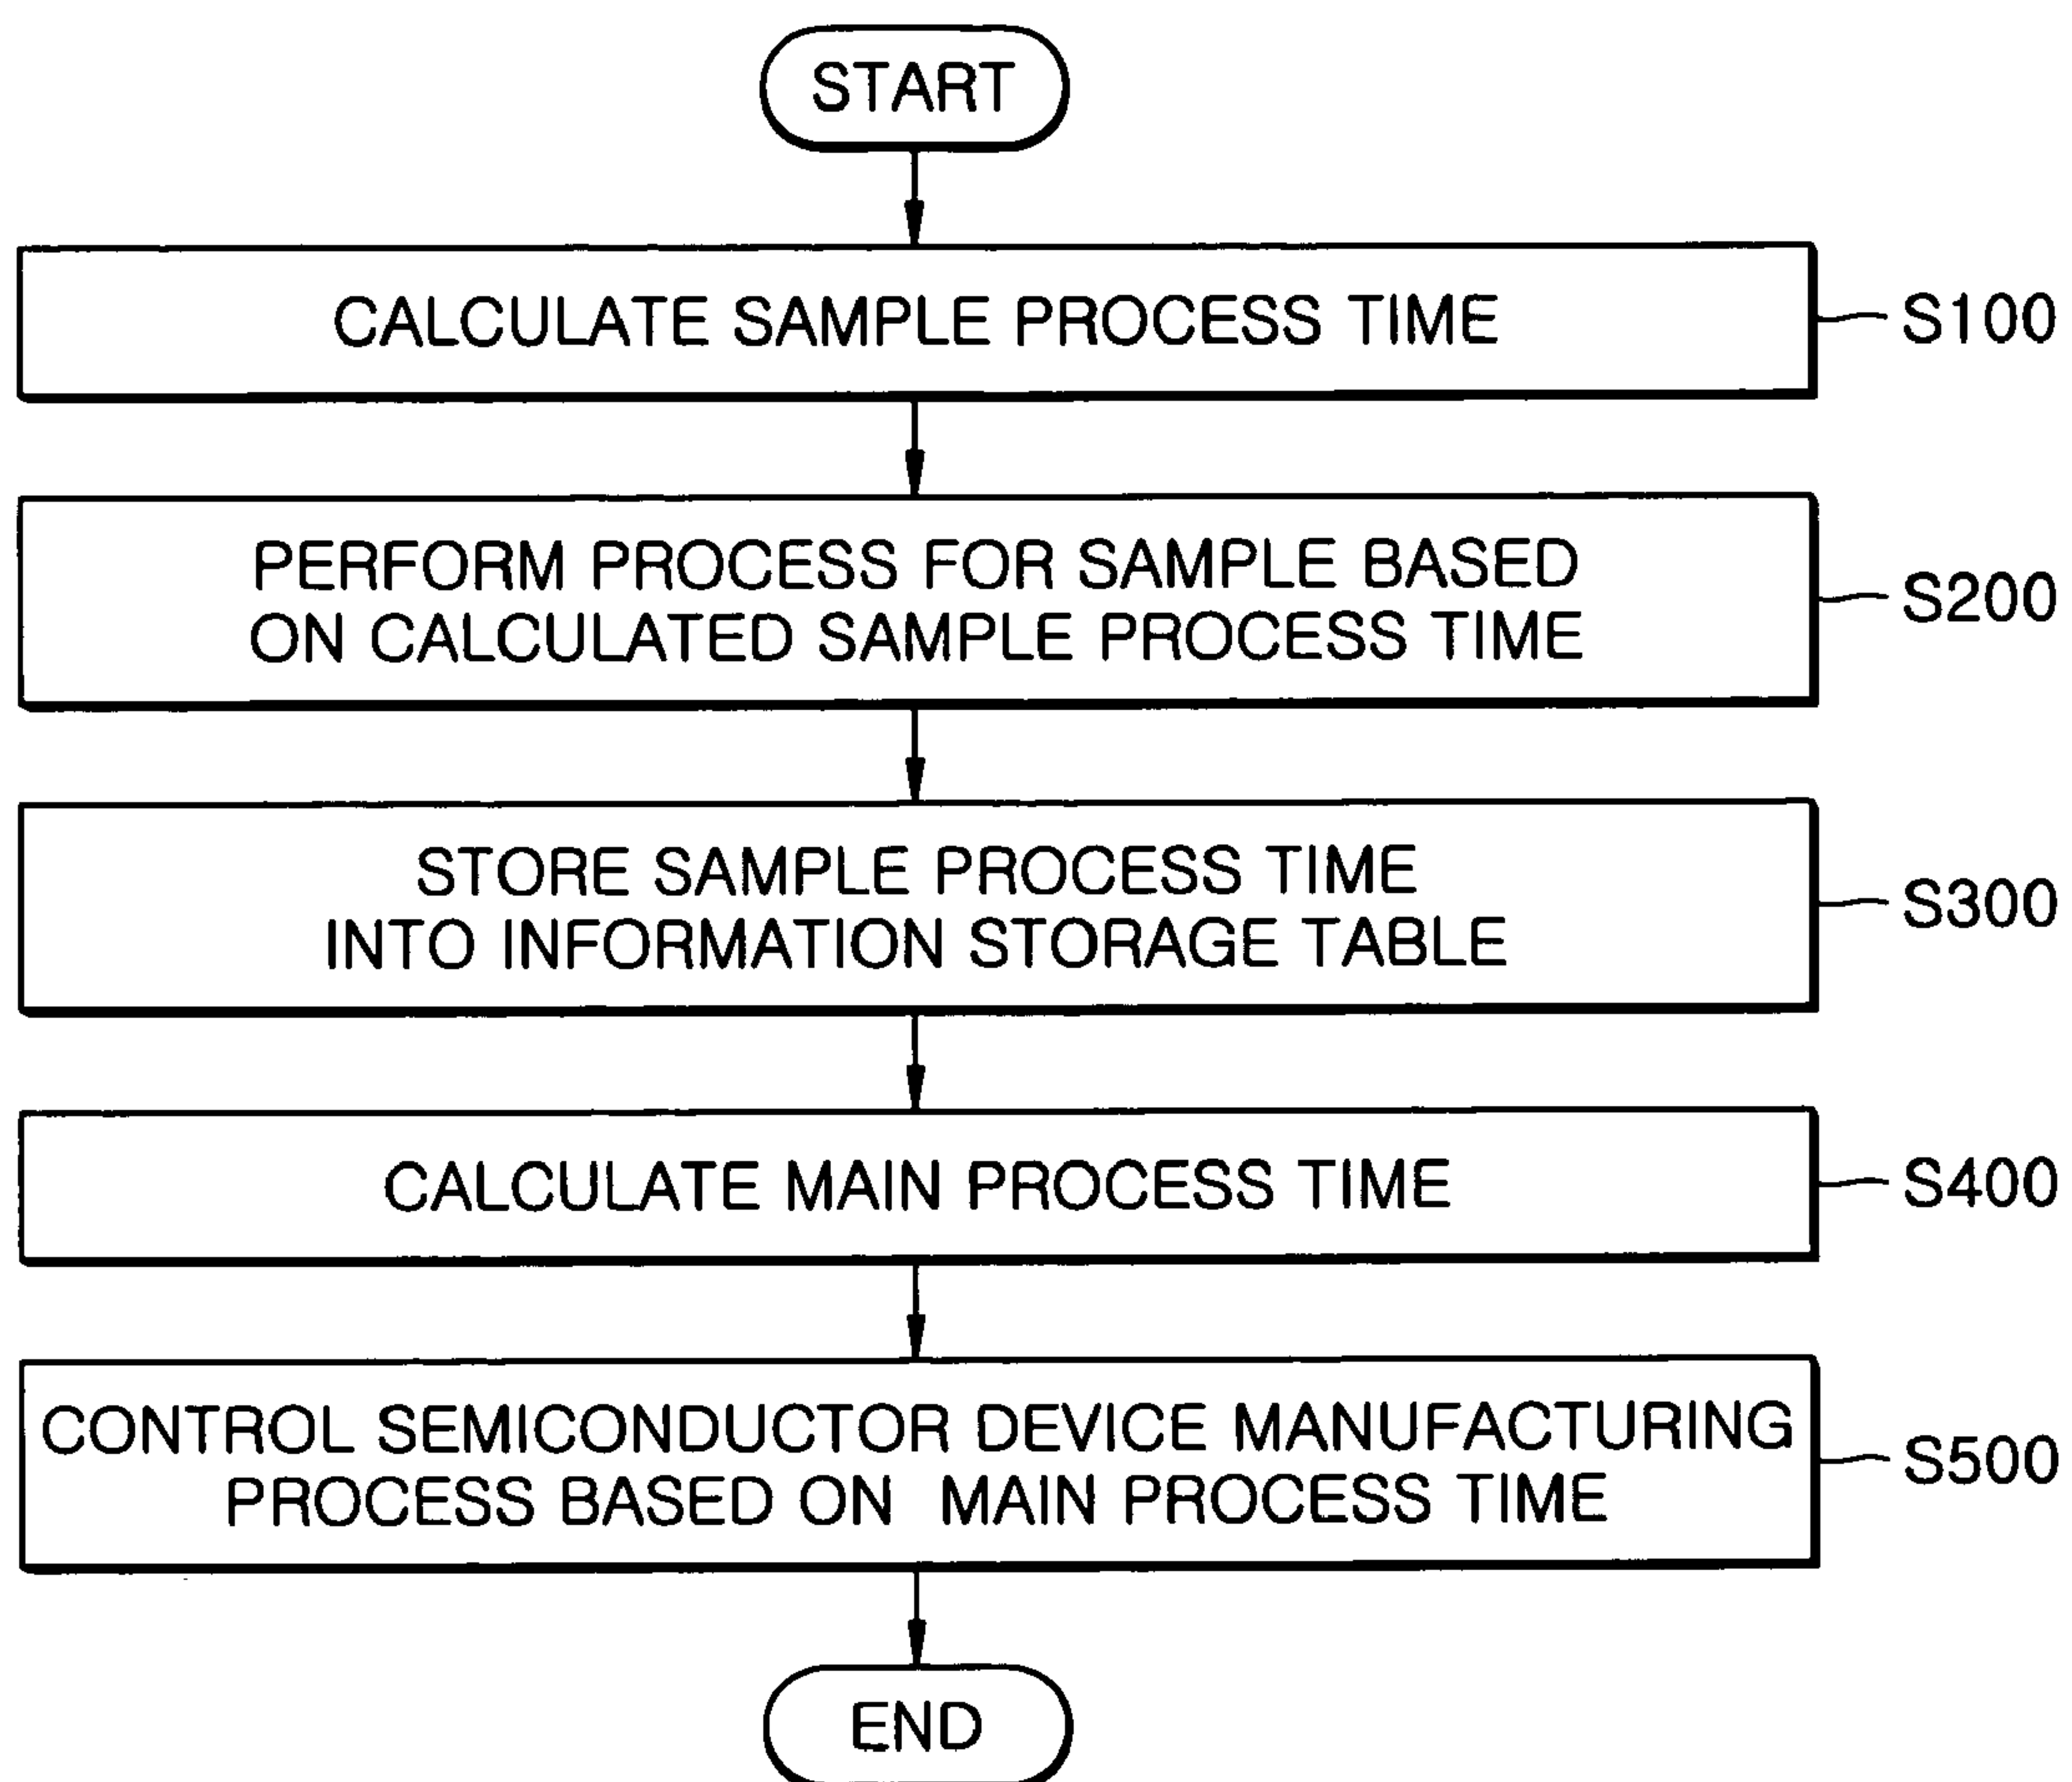 START
CALCULATE SAMPLE PROCESS TIME
S100
PERFORM PROCESS FOR SAMPLE BASED
ON CALCULATED SAMPLE PROCESS TIME
S200
STORE SAMPLE PROCESS TIME
INTO INFORMATION STORAGE TABLE
S300
CALCULATE MAIN PROCESS TIME
S400
CONTROL SEMICONDUCTOR DEVICE MANUFACTURING
PROCESS BASED ON MAIN PROCESS TIME
S500
END